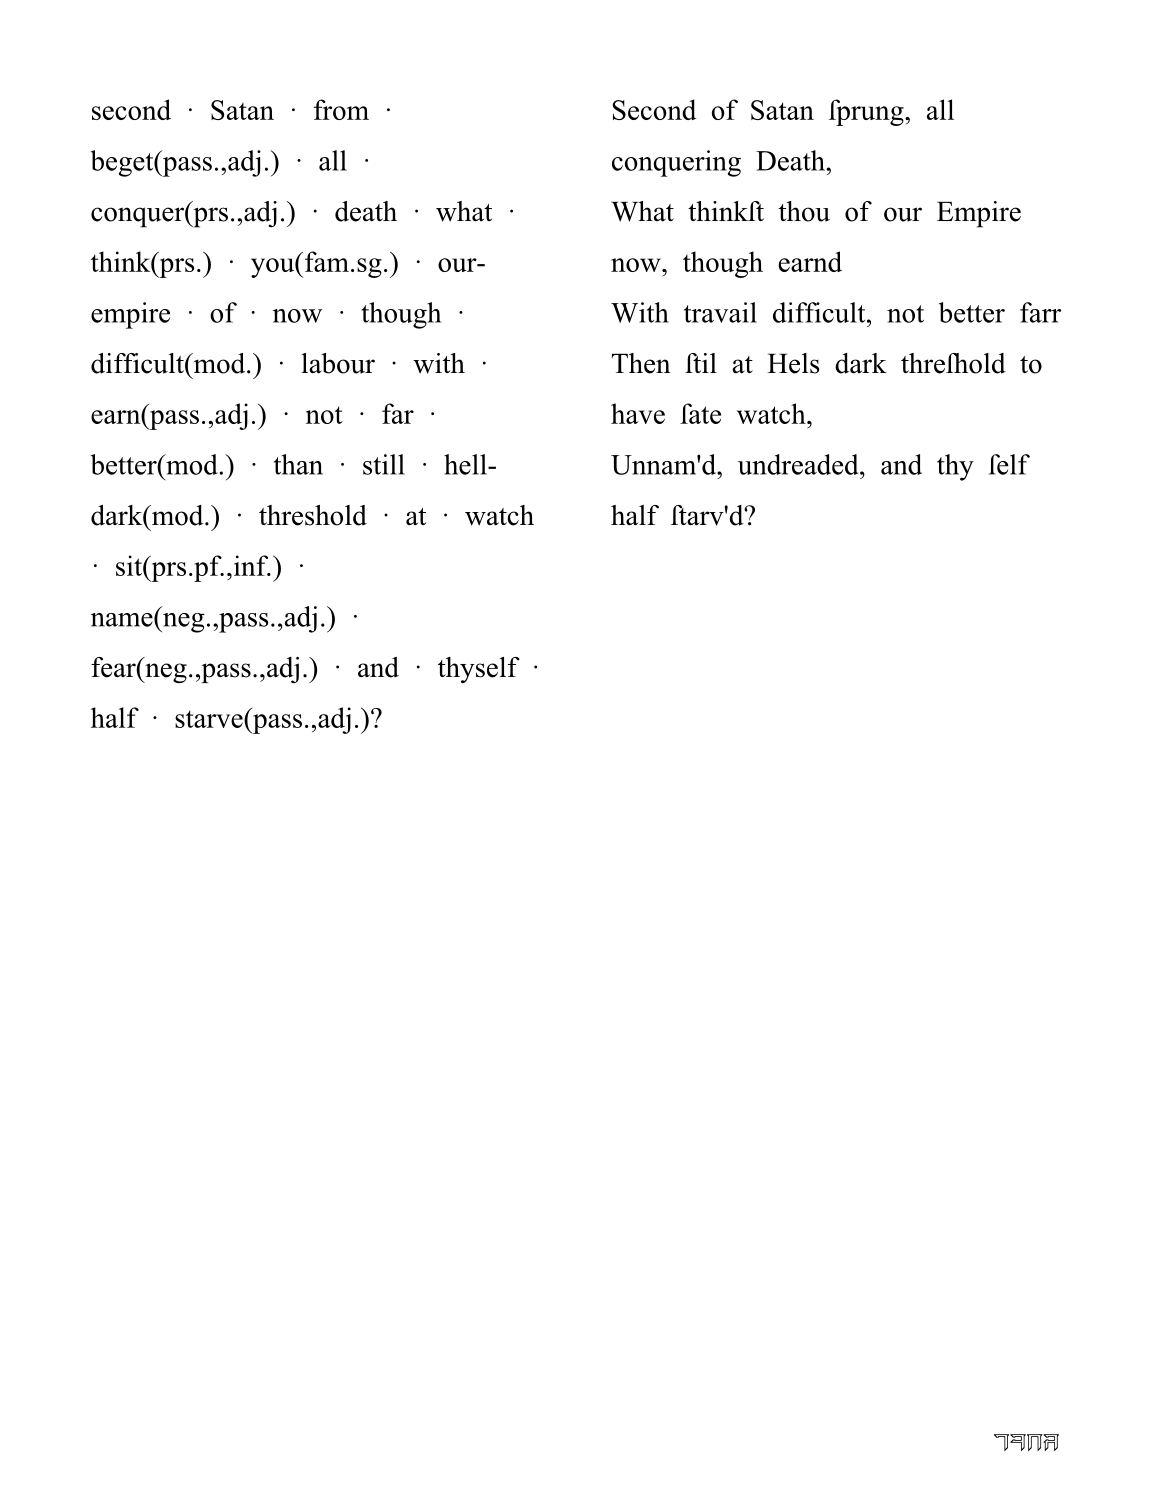 second · Satan · from ·
beget(pass.,adj.) · all ·
conquer(prs.,adj.) · death · what ·
think(prs.) · you(fam.sg.) · our-
empire · of · now · though ·
difficult(mod.) · labour · with ·
earn(pass.,adj.) · not · far ·
better(mod.) · than · still · hell-
dark(mod.) · threshold · at · watch
· sit(prs.pf.,inf.) ·
name(neg.,pass.,adj.) ·
fear(neg.,pass.,adj.) · and · thyself ·
half · starve(pass.,adj.)?
Second of Satan ſprung, all
conquering Death,
What thinkſt thou of our Empire
now, though earnd
With travail difficult, not better farr
Then ſtil at Hels dark threſhold to
have ſate watch,
Unnam'd, undreaded, and thy ſelf
half ſtarv'd?